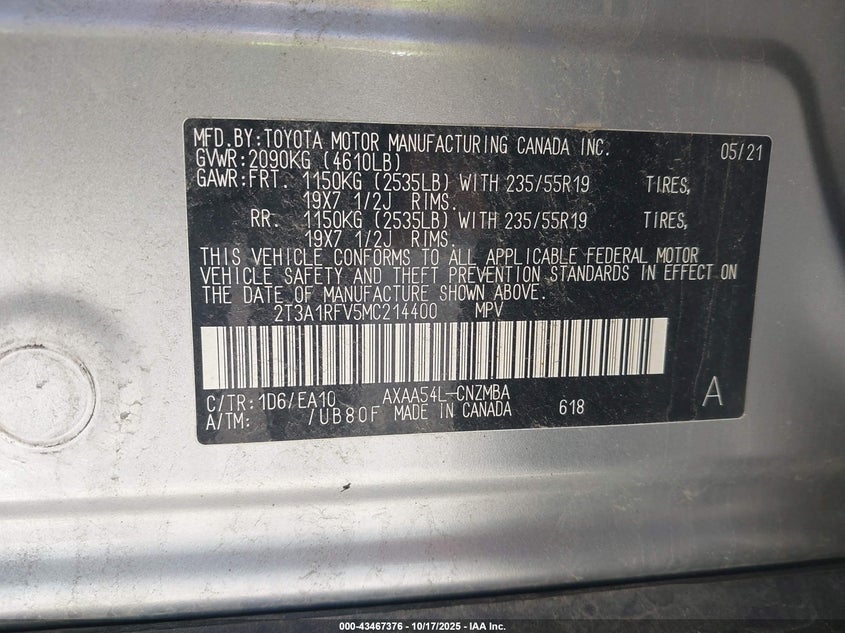 MFD.BY:TOYOTA MOTOR MANUFACTURING CANADA INC. 05/21
GVWR:2090KG (4610LB)
GAWR:FRT. 1150KG (2535LB) WITH 235/55R19 TIRES,
19X7 1/2J RIMS.
RR. 1150KG (2535LB) WITH 235/55R19 TIRES,
19X7 1/2J RIMS.
THIS VEHICLE CONFORMS TO ALL APPLICABLE FEDERAL MOTOR
VEHICLE SAFETY AND THEFT PREVENTION STANDARDS IN EFFECT ON
THE DATE OF MANUFACTURE SHOWN ABOVE.
2T3A1RFV5MC214400 MPV
C/TR:1D6/EA10 AXAA54L-CNZMBA
A/TM: /UB80F MADE IN CANADA 618 A
000-43467376 | 10/17/2025 - IAA Inc.